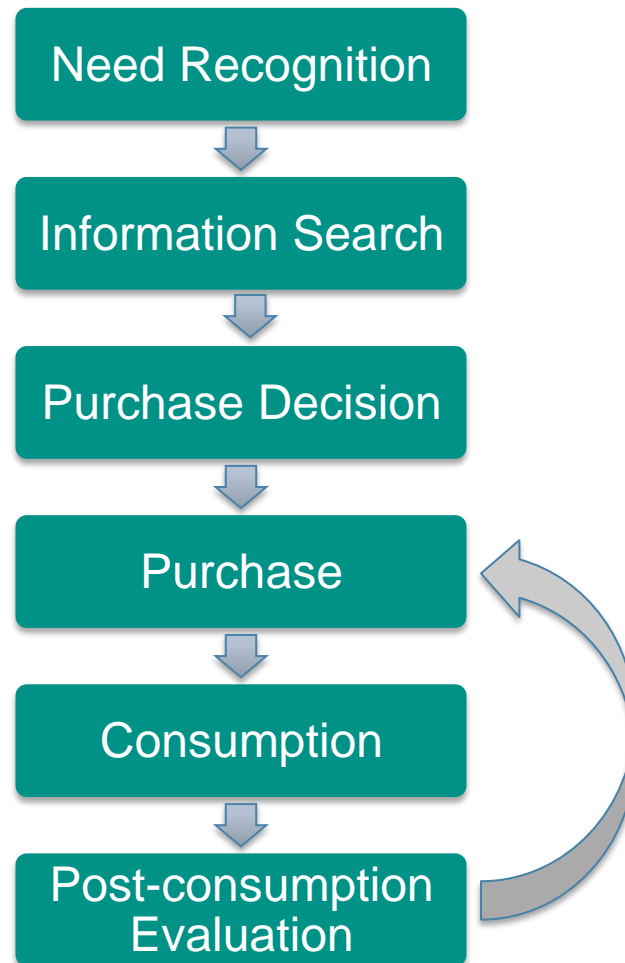 Need Recognition
Information Search
Purchase Decision
Purchase
Consumption
Post-consumption
Evaluation